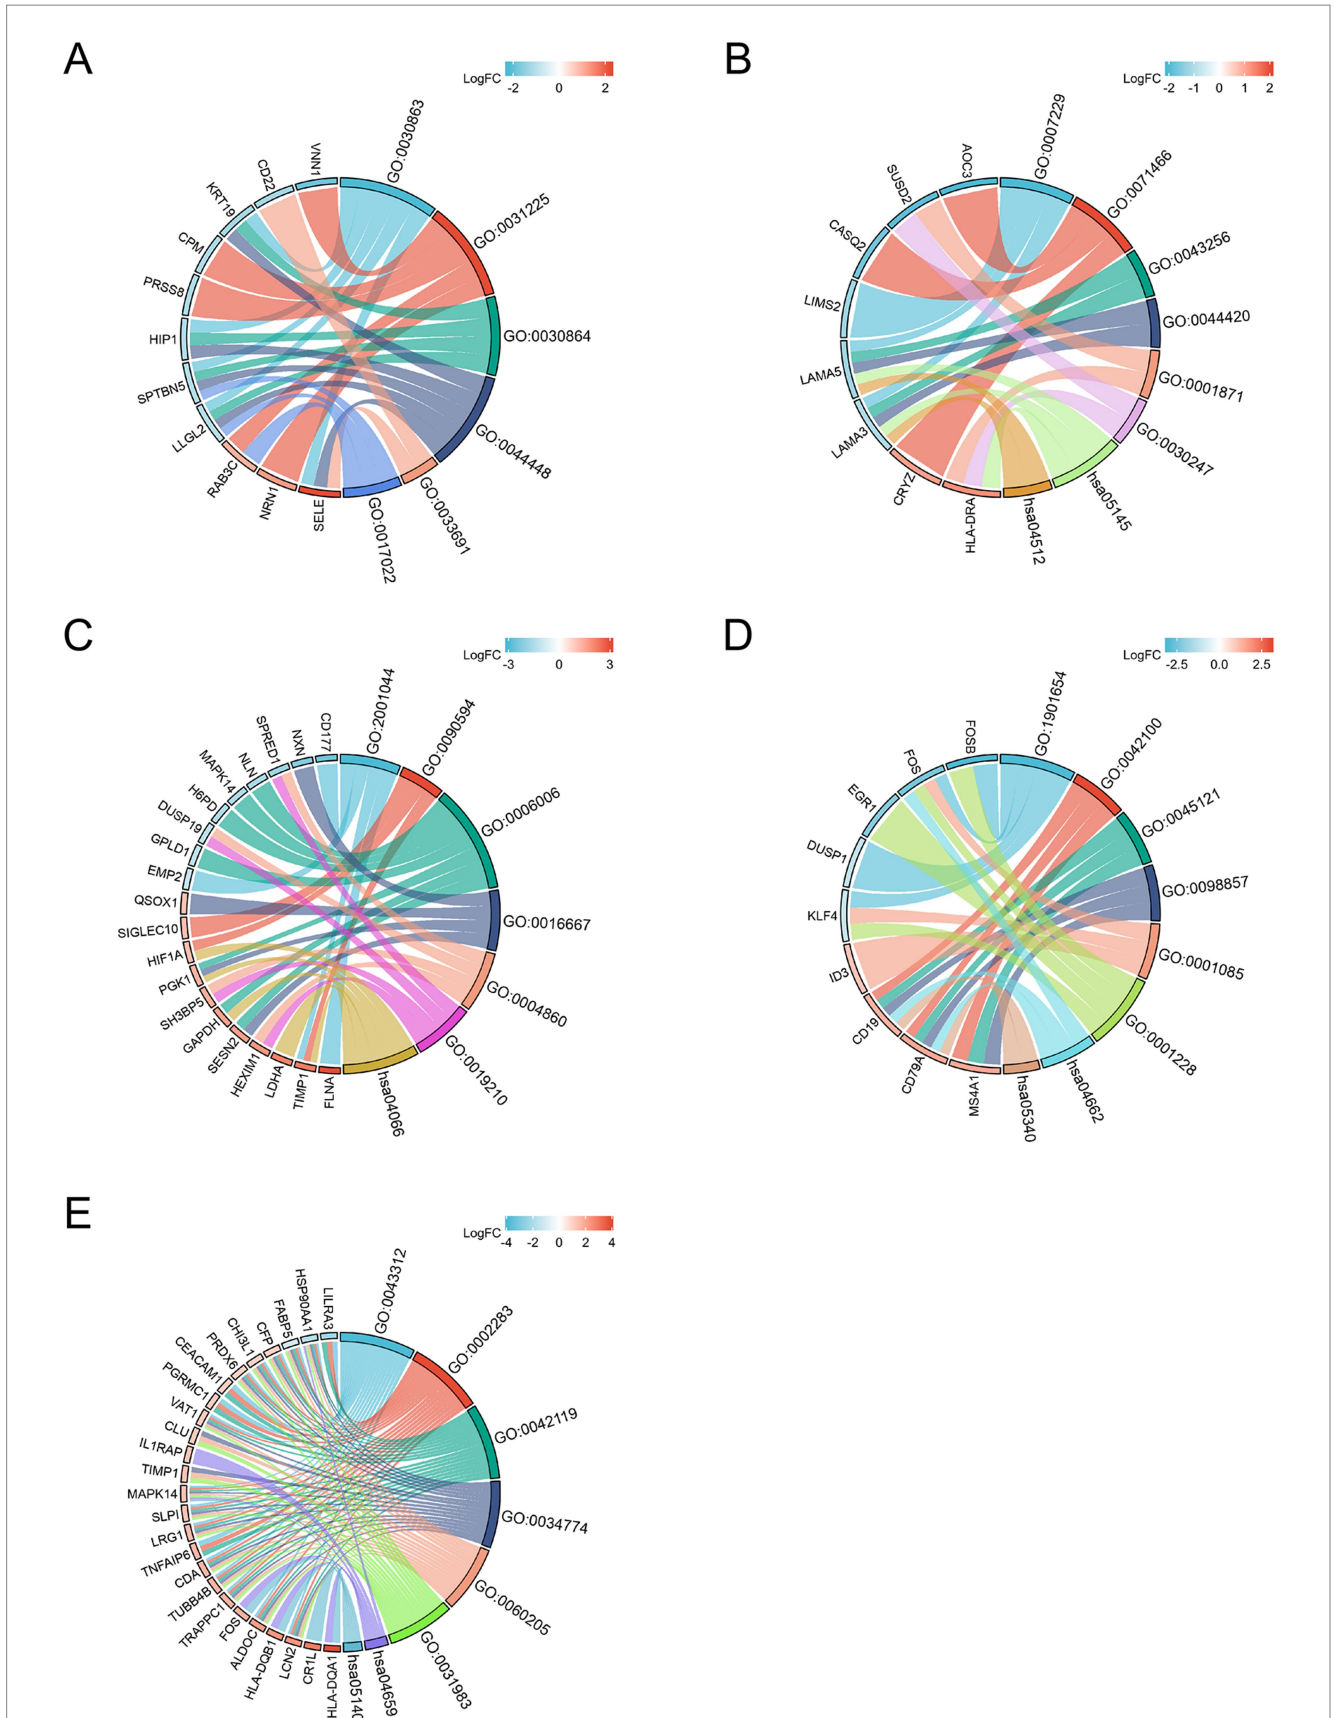 A
LogFC
-2 0 2
VNN1
CD22
KRT19
CPM
PRSS8
HIP1
SPTBN5
LLGL2
RAB3C
NRN1
SELE
GO:0030863
GO:0031225
GO:0030864
GO:0044448
GO:0033691
GO:0017022
B
LogFC
-2 -1 0 1 2
AOC3
SUSD2
CASQ2
LIMS2
LAMA5
LAMA3
CRYZ
HLA-DRA
GO:0007229
GO:0071466
GO:0043256
GO:0044420
GO:0001871
GO:0030247
hsa05145
hsa04512
C
LogFC
-3 0 3
CD177
NXN
SPRED1
NLN
MAPK14
H6PD
DUSP19
GPLD1
EMP2
QSOX1
SIGLEC10
HIF1A
PGK1
SH3BP5
GAPDH
SESN2
HEXIM1
LDHA
TIMP1
FLNA
GO:2001044
GO:0090594
GO:0006006
GO:0016667
GO:0004860
GO:0019210
hsa04066
D
LogFC
-2.5 0.0 2.5
FOSB
FOS
EGR1
DUSP1
KLF4
ID3
CD19
CD79A
MS4A1
GO:1901654
GO:0042100
GO:0045121
GO:0098857
GO:0001085
GO:0001228
hsa04662
hsa05340
E
LogFC
-4 -2 0 2 4
LILRA3
HSP90AA1
FABP5
CFP
CHI3L1
PRDX6
CEACAM1
PGRMC1
VAT1
CLU
IL1RAP
TIMP1
MAPK14
SLPI
LRG1
TNFAIP6
CDA
TUBB4B
TRAPPC1
FOS
ALDOC
HLA-DQB1
LCN2
CR1L
HLA-DQA1
GO:0043312
GO:0002283
GO:0042119
GO:0034774
GO:0060205
GO:0031983
hsa04659
hsa05140